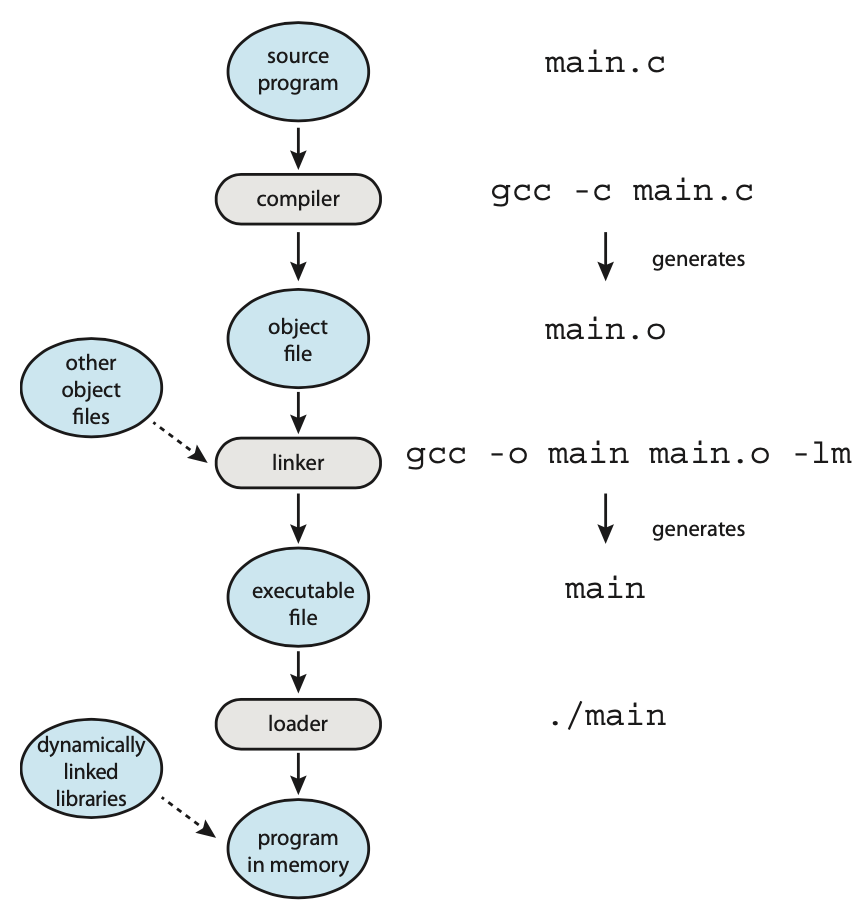 source
program
main.c
compiler
gcc -c main.c
generates
object
file
main.o
other
object
files
linker
gcc -o main main.o -lm
generates
executable
file
main
loader
./main
dynamically
linked
libraries
program
in memory